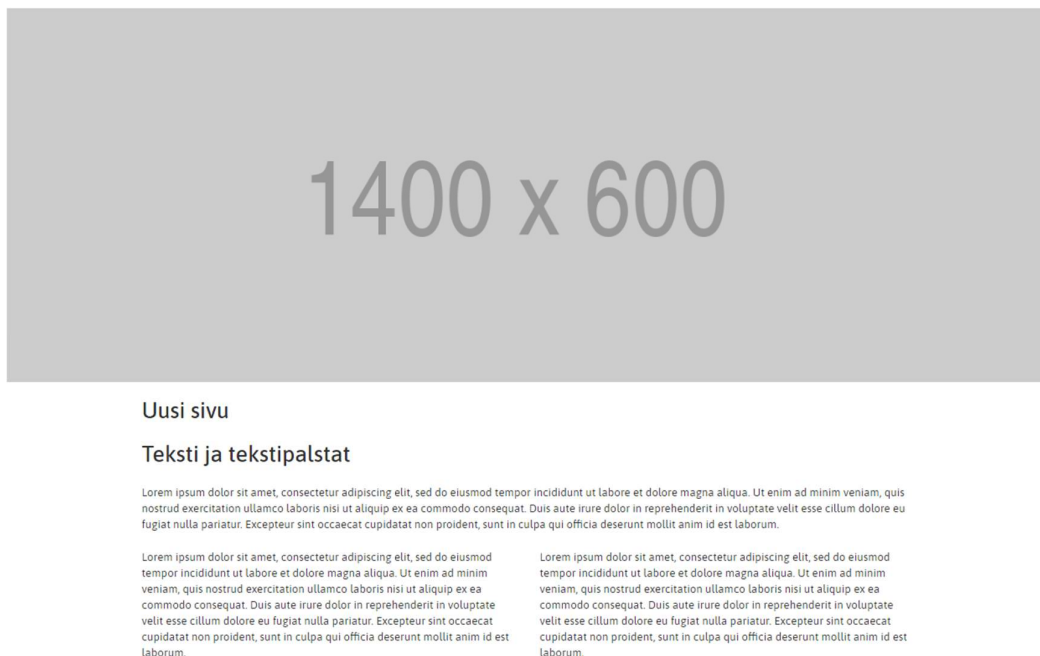 1400 x 600
Uusi sivu
Teksti ja tekstipalstat
Lorem ipsum dolor sit amet, consectetur adipiscing elit, sed do eiusmod tempor incididunt ut labore et dolore magna aliqua. Ut enim ad minim veniam, quis
nostrud exercitation ullamco laboris nisi ut aliquip ex ea commodo consequat. Duis aute irure dolor in reprehenderit in voluptate velit esse cillum dolore eu
fugiat nulla pariatur. Excepteur sint occaecat cupidatat non proident, sunt in culpa qui officia deserunt mollit anim id est laborum.
Lorem ipsum dolor sit amet, consectetur adipiscing elit, sed do eiusmod
tempor incididunt ut labore et dolore magna aliqua. Ut enim ad minim
veniam, quis nostrud exercitation ullamco laboris nisi ut aliquip ex ea
commodo consequat. Duis aute irure dolor in reprehenderit in voluptate
velit esse cillum dolore eu fugiat nulla pariatur. Excepteur sint occaecat
cupidatat non proident, sunt in culpa qui officia deserunt mollit anim id est
laborum.
Lorem ipsum dolor sit amet, consectetur adipiscing elit, sed do eiusmod
tempor incididunt ut labore et dolore magna aliqua. Ut enim ad minim
veniam, quis nostrud exercitation ullamco laboris nisi ut aliquip ex ea
commodo consequat. Duis aute irure dolor in reprehenderit in voluptate
velit esse cillum dolore eu fugiat nulla pariatur. Excepteur sint occaecat
cupidatat non proident, sunt in culpa qui officia deserunt mollit anim id est
laborum.